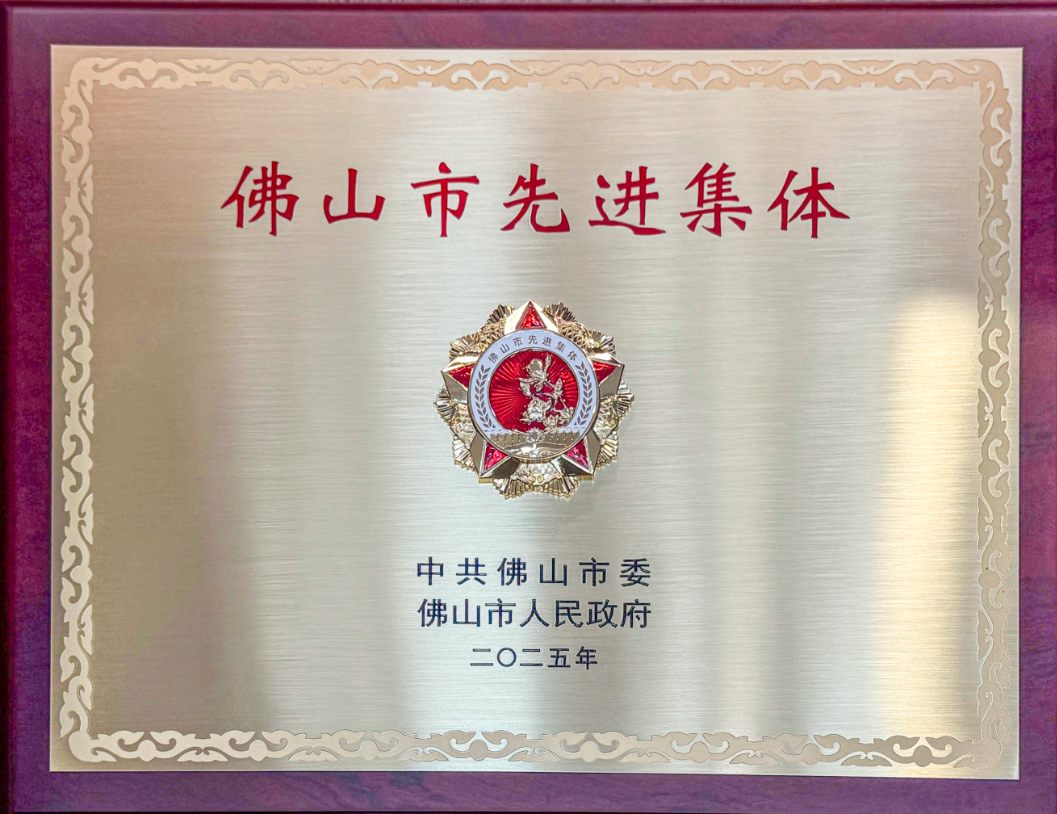 佛山市先进集体
佛山市先进集体
中共佛山市委
佛山市人民政府
二〇二五年